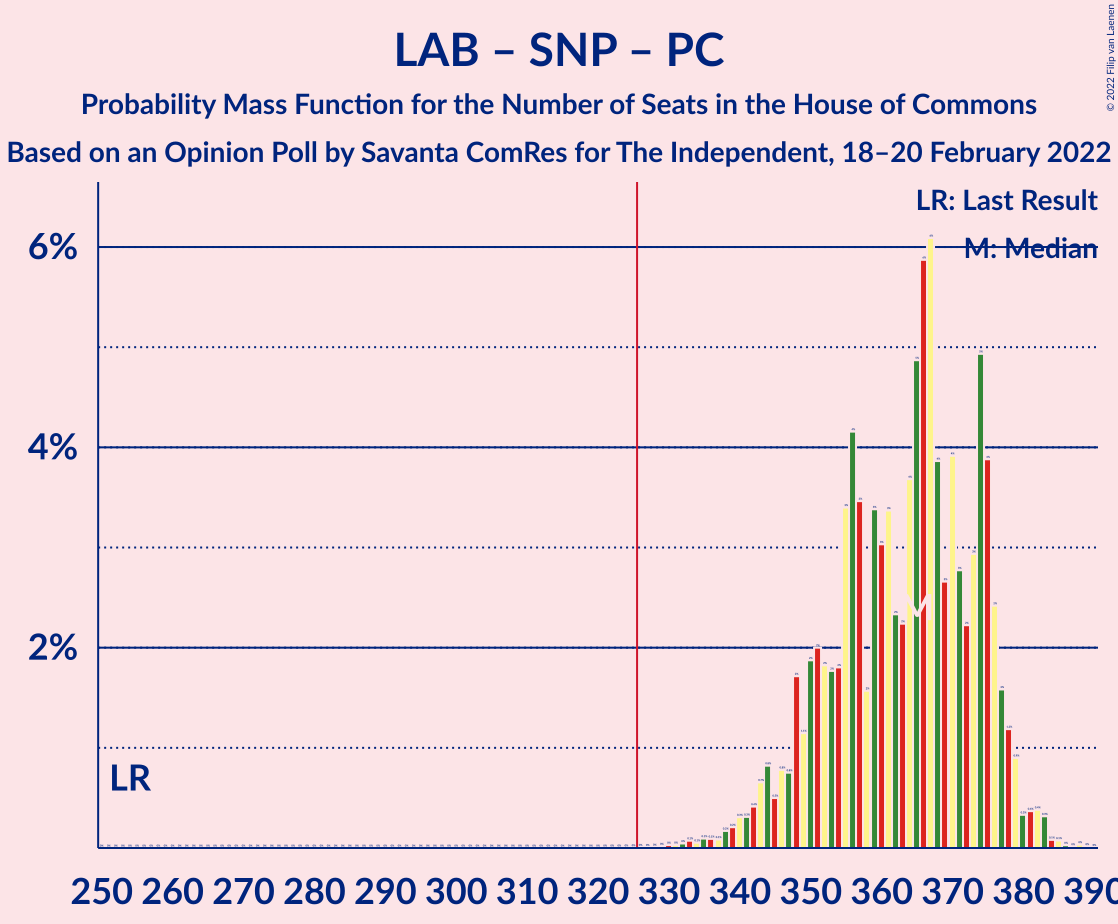 LAB – SNP – PC
Probability Mass Function for the Number of Seats in the House of Commons
Based on an Opinion Poll by Savanta ComRes for The Independent, 18–20 February 2022
© 2022 Filip van Laenen
LR: Last Result
M: Median
6%
4%
2%
LR
M
250 260 270 280 290 300 310 320 330 340 350 360 370 380 390